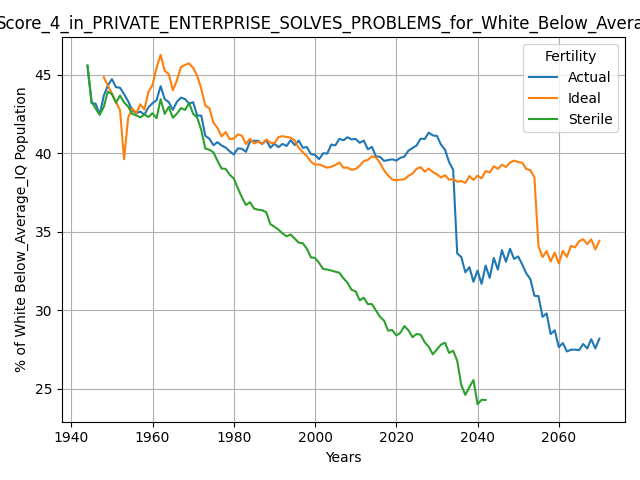 Score_4_in_PRIVATE_ENTERPRISE_SOLVES_PROBLEMS_for_White_Below_Avera
Fertility
Actual
Ideal
Sterile
% of White Below_Average_IQ Population
45
40
35
30
25
1940 1960 1980 2000 2020 2040 2060
Years